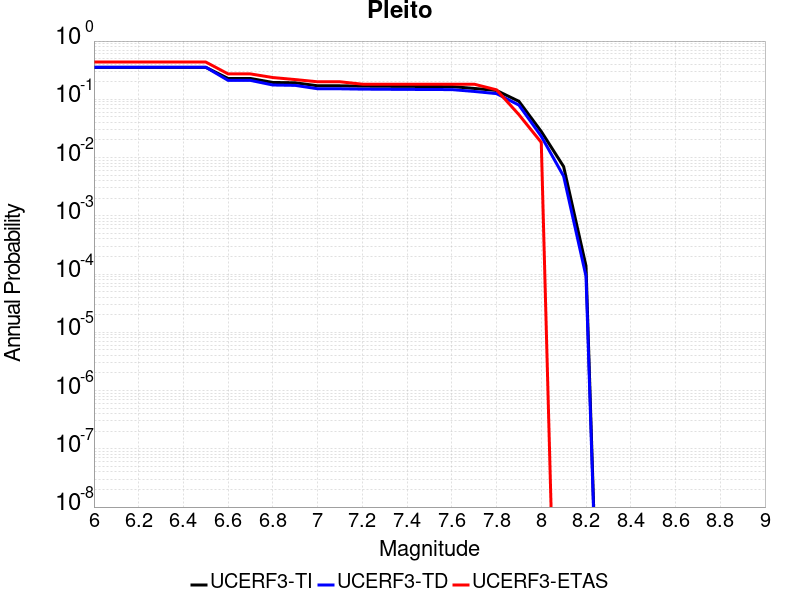 Pleito
Annual Probability
10^0
10^-1
10^-2
10^-3
10^-4
10^-5
10^-6
10^-7
10^-8
6 6.2 6.4 6.6 6.8 7 7.2 7.4 7.6 7.8 8 8.2 8.4 8.6 8.8 9
Magnitude
UCERF3-TI UCERF3-TD UCERF3-ETAS